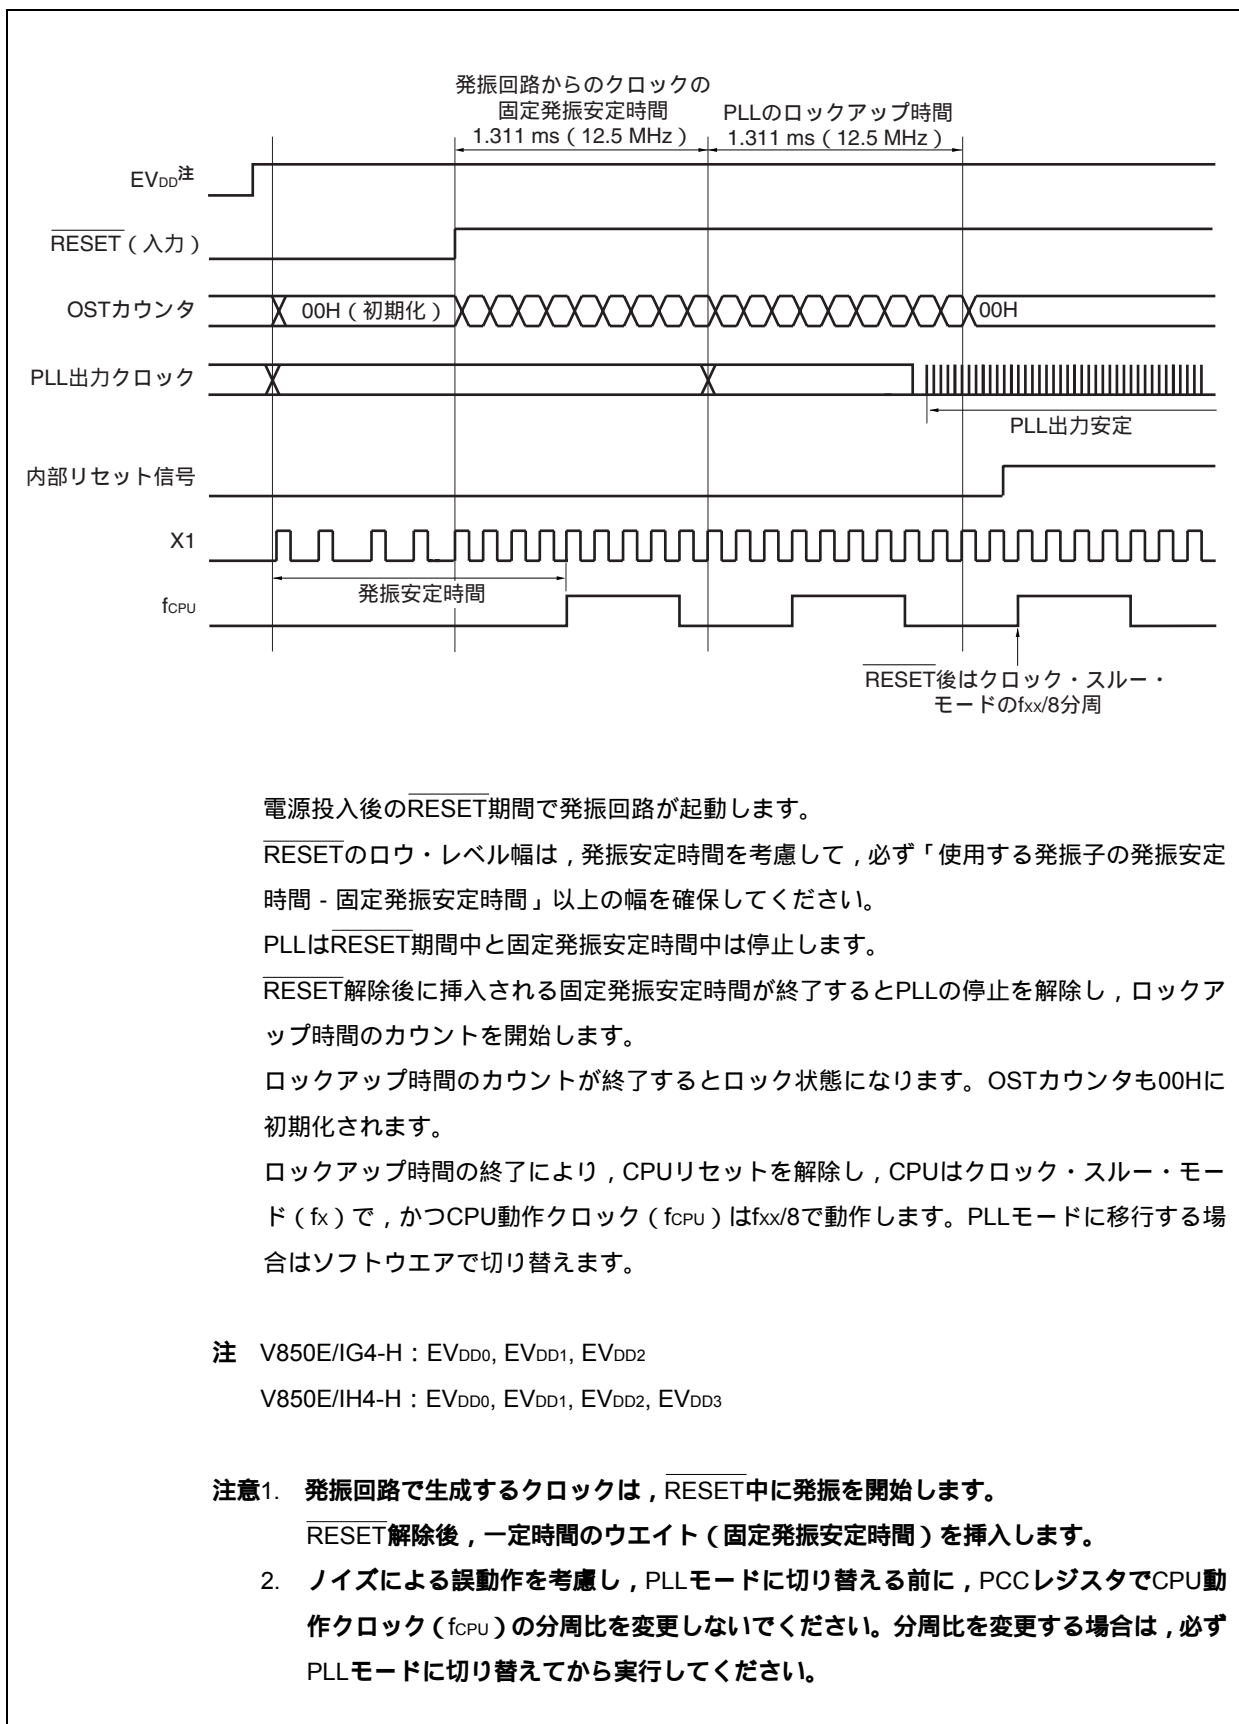 発振回路からのクロックの
固定発振安定時間
1.311 ms ( 12.5 MHz )
PLLのロックアップ時間
1.311 ms ( 12.5 MHz )
EVDD注
RESET ( 入力 )
OSTカウンタ
00H ( 初期化 )
00H
PLL出力クロック
PLL出力安定
内部リセット信号
X1
発振安定時間
fCPU
RESET後はクロック・スルー・
モードのfXX/8分周
電源投入後のRESET期間で発振回路が起動します。
RESETのロウ・レベル幅は，発振安定時間を考慮して，必ず「使用する発振子の発振安定
時間 - 固定発振安定時間」以上の幅を確保してください。
PLLはRESET期間中と固定発振安定時間中は停止します。
RESET解除後に挿入される固定発振安定時間が終了するとPLLの停止を解除し，ロックア
ップ時間のカウントを開始します。
ロックアップ時間のカウントが終了するとロック状態になります。OSTカウンタも00Hに
初期化されます。
ロックアップ時間の終了により，CPUリセットを解除し，CPUはクロック・スルー・モー
ド ( fX ) で，かつCPU動作クロック ( fCPU ) はfXX/8で動作します。PLLモードに移行する場
合はソフトウエアで切り替えます。
注 V850E/IG4-H：EVDD0, EVDD1, EVDD2
V850E/IH4-H：EVDD0, EVDD1, EVDD2, EVDD3
注意1. 発振回路で生成するクロックは，RESET中に発振を開始します。
RESET解除後，一定時間のウエイト ( 固定発振安定時間 ) を挿入します。
2. ノイズによる誤動作を考慮し，PLLモードに切り替える前に，PCCレジスタでCPU動
作クロック ( fCPU ) の分周比を変更しないでください。分周比を変更する場合は，必ず
PLLモードに切り替えてから実行してください。